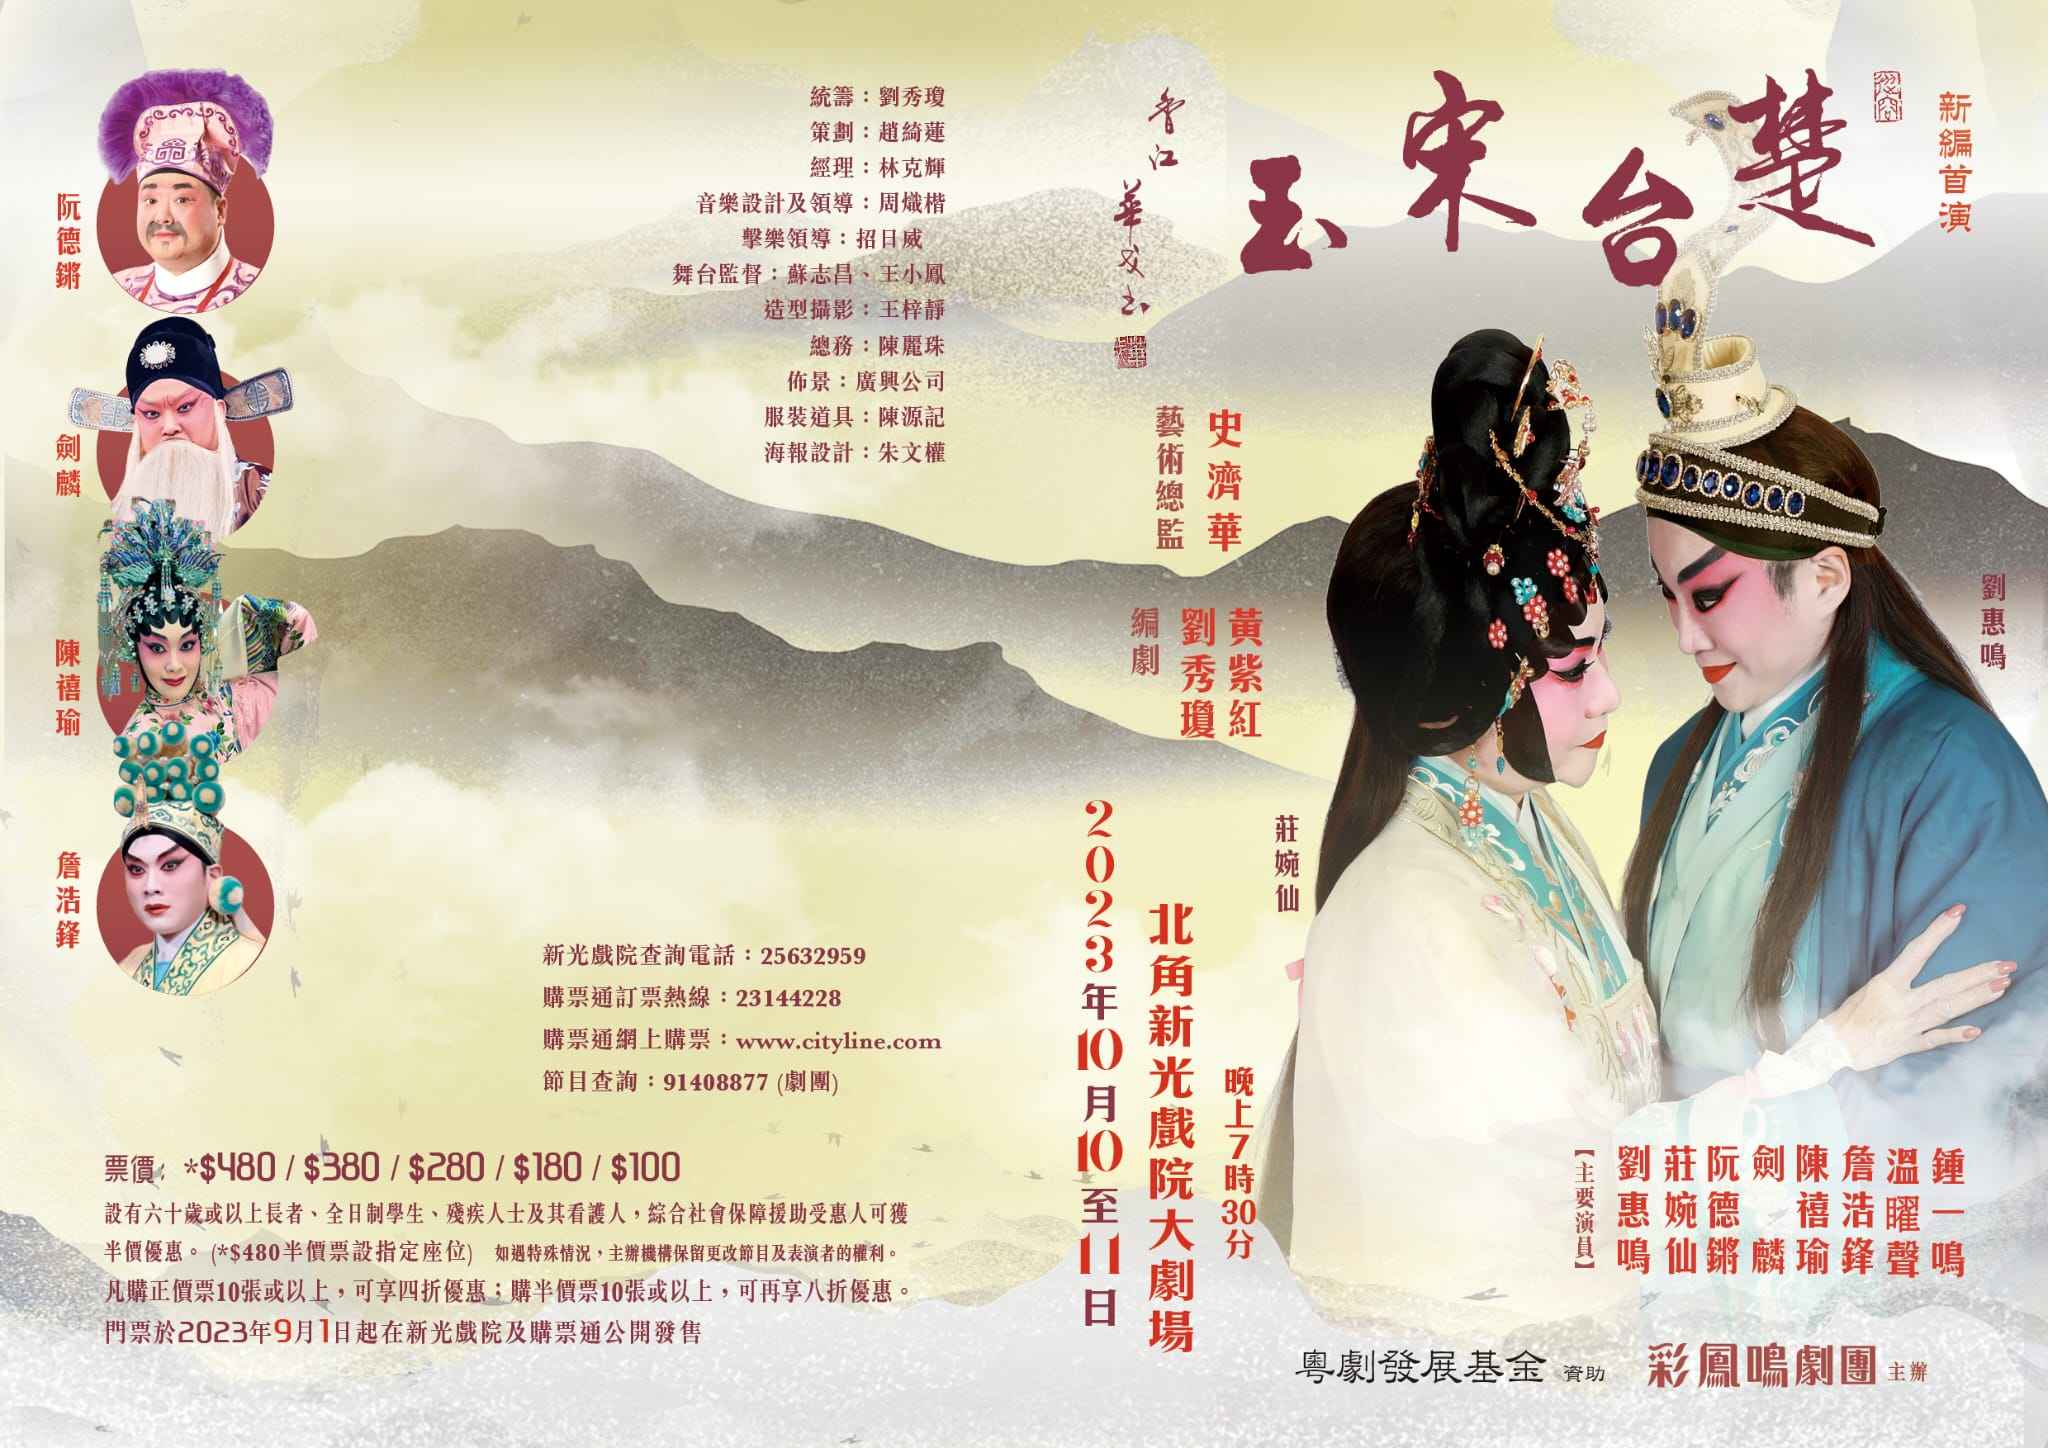 新編首演
楚台宋玉
史濟華
藝術總監
黃紫紅
劉秀瓊
編劇
劉惠鳴
莊婉仙
2023年10月10至11日
北角新光戲院大劇場
晚上7時30分
【主要演員】
劉惠鳴
莊婉仙
阮德鏘
劍麟
陳禧瑜
詹浩鋒
溫曜聲
鍾一鳴
粵劇發展基金 資助
彩鳳鳴劇團 主辦
統籌：劉秀瓊
策劃：趙綺蓮
經理：林克輝
音樂設計及領導：周熾楷
擊樂領導：招日威
舞台監督：蘇志昌、王小鳳
造型攝影：王梓靜
總務：陳麗珠
佈景：廣興公司
服裝道具：陳源記
海報設計：朱文權
阮德鏘
劍麟
陳禧瑜
詹浩鋒
新光戲院查詢電話：25632959
購票通訂票熱線：23144228
購票通網上購票：www.cityline.com
節目查詢：91408877 (劇團)
票價： *$480 / $380 / $280 / $180 / $100
設有六十歲或以上長者、全日制學生、殘疾人士及其看護人，綜合社會保障援助受惠人可獲
半價優惠。 (*$480半價票設指定座位) 如遇特殊情況，主辦機構保留更改節目及表演者的權利。
凡購正價票10張或以上，可享四折優惠；購半價票10張或以上，可再享八折優惠。
門票於2023年9月1日起在新光戲院及購票通公開發售